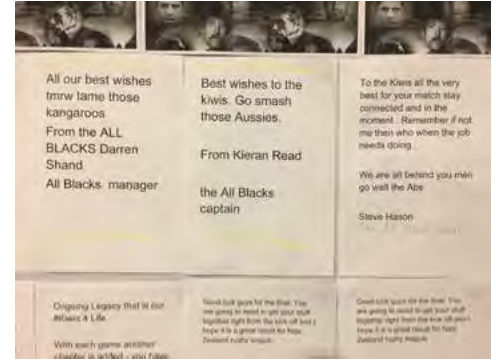 All our best wishes
tmrw tame those
kangaroos
From the ALL
BLACKS Darren
Shand
All Blacks manager
Best wishes to the
kiwis. Go smash
those Aussies.
From Kieran Read
the All Blacks
captain
To the Kiwis all the very
best for your match stay
connected and in the
moment. Remember if not
me then who when the job
needs doing
We are all behind you men
go well the Abs
Steve Hason
Ongoing Legacy that is our
4 Life
With each game another
chapter is added - you have
Good luck guys for the final. You
are going to need to get your stuff
together right from the kick off and I
hope it is a great result for New
Zealand rugby league.
Good luck guys for the final. You
are going to need to get your stuff
together right from the kick off and I
hope it is a great result for New
Zealand rugby league.